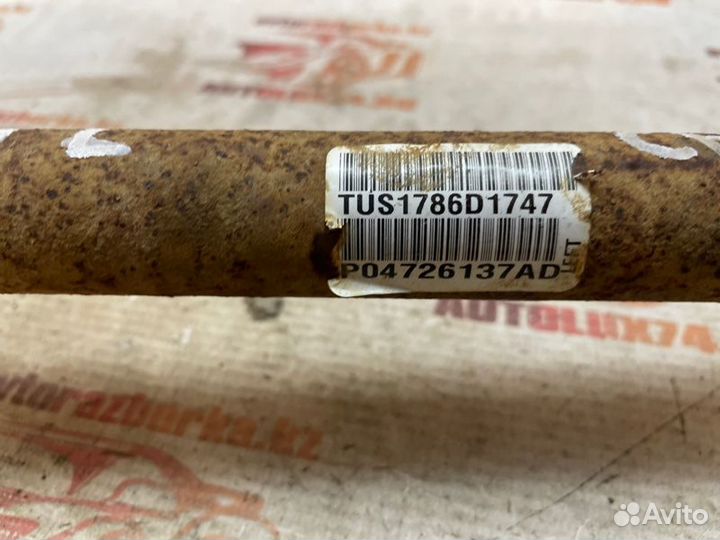 TUS1786D1747
P04726137AD
LEFT
AUTOLUX74
avtorazborka.kz
Avito